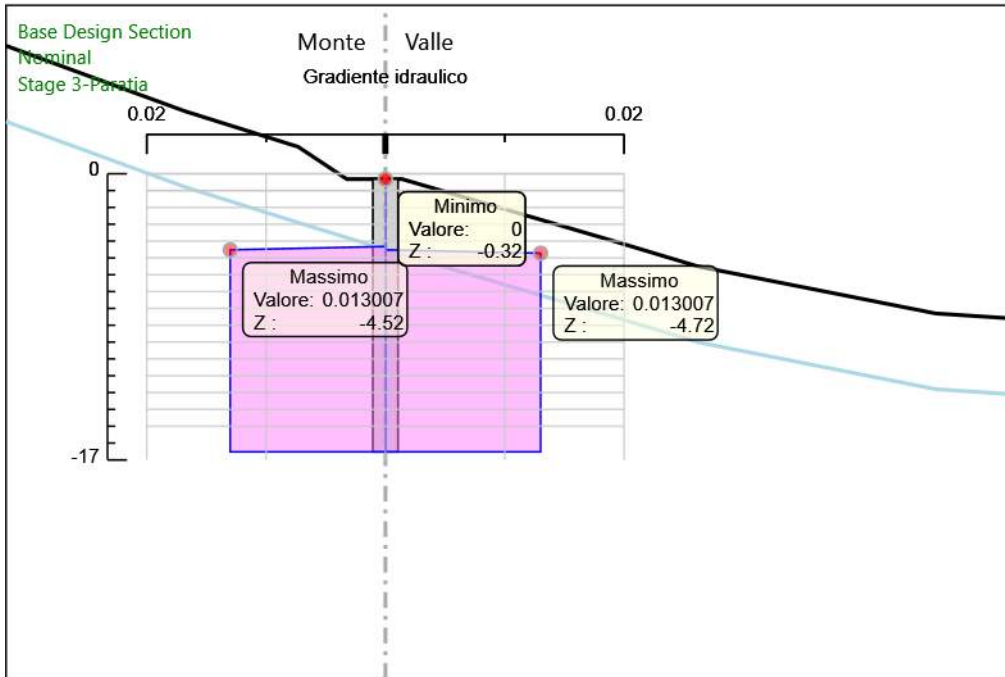 Base Design Section
Nominal
Stage 3-Paratia
Monte Valle
Gradiente idraulico
0.02 0.02
0
Minimo
Valore: 0
Z : -0.32
Massimo
Valore: 0.013007
Z : -4.52
Massimo
Valore: 0.013007
Z : -4.72
-17